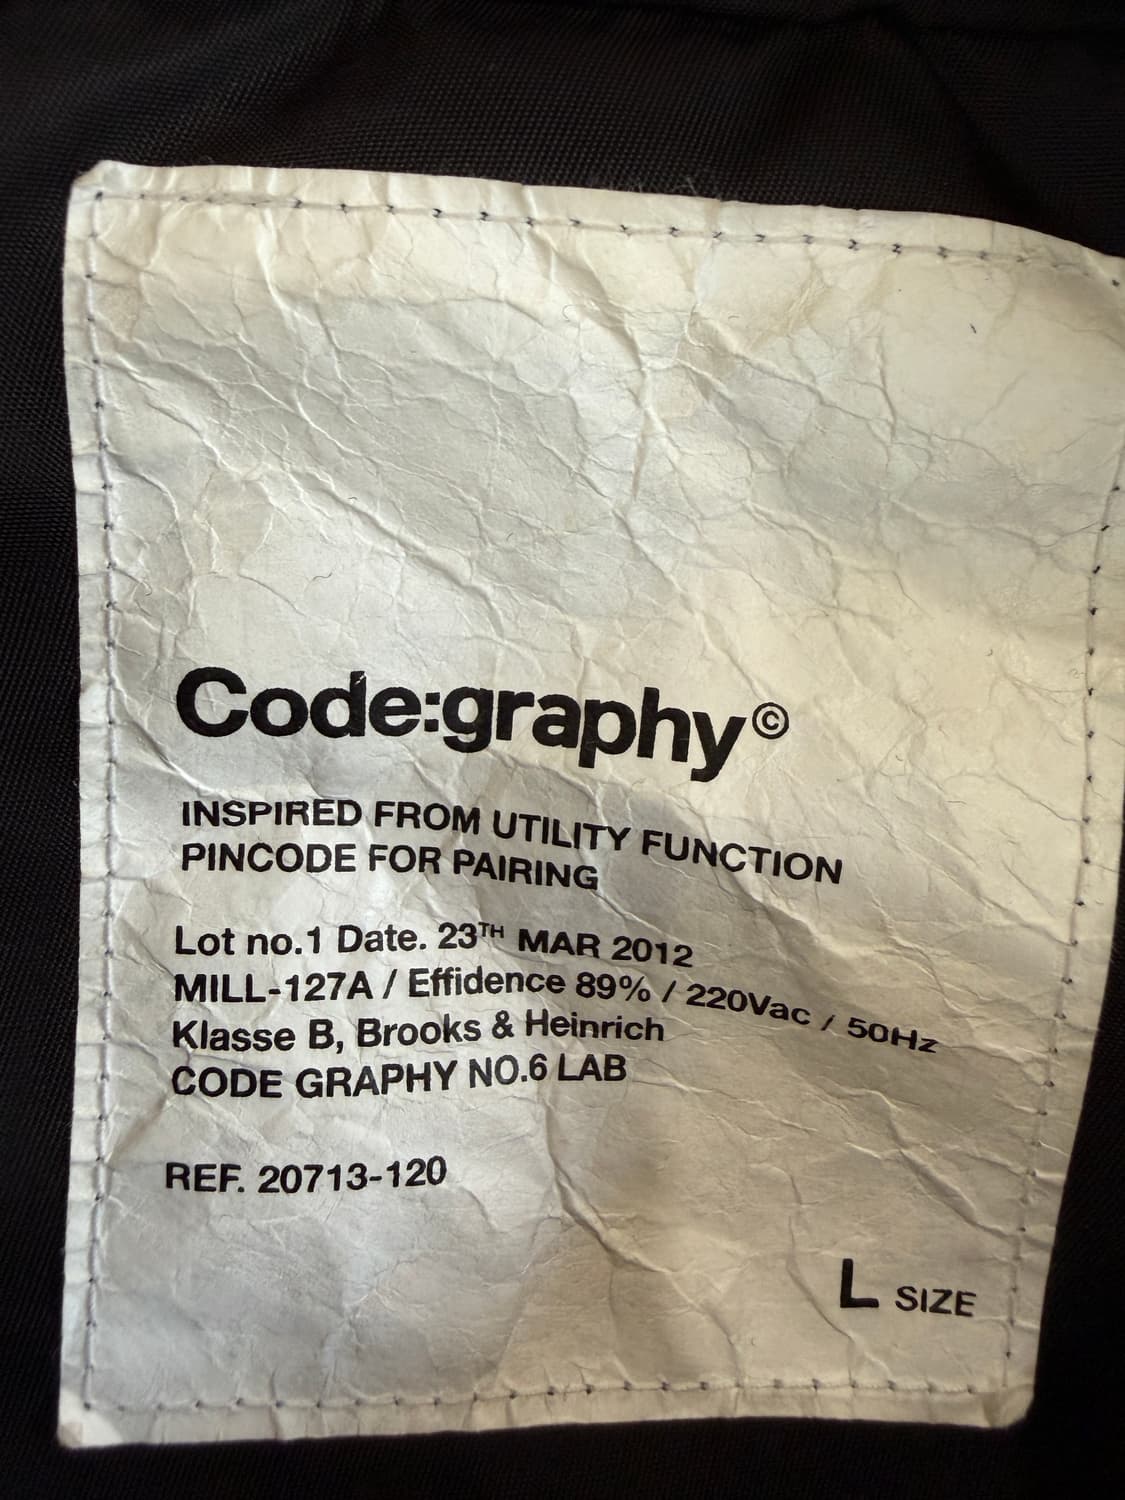 Code:graphy©
INSPIRED FROM UTILITY FUNCTION
PINCODE FOR PAIRING
Lot no.1 Date. 23TH MAR 2012
MILL-127A / Effidence 89% / 220Vac / 50Hz
Klasse B, Brooks & Heinrich
CODE GRAPHY NO.6 LAB
REF. 20713-120
L SIZE